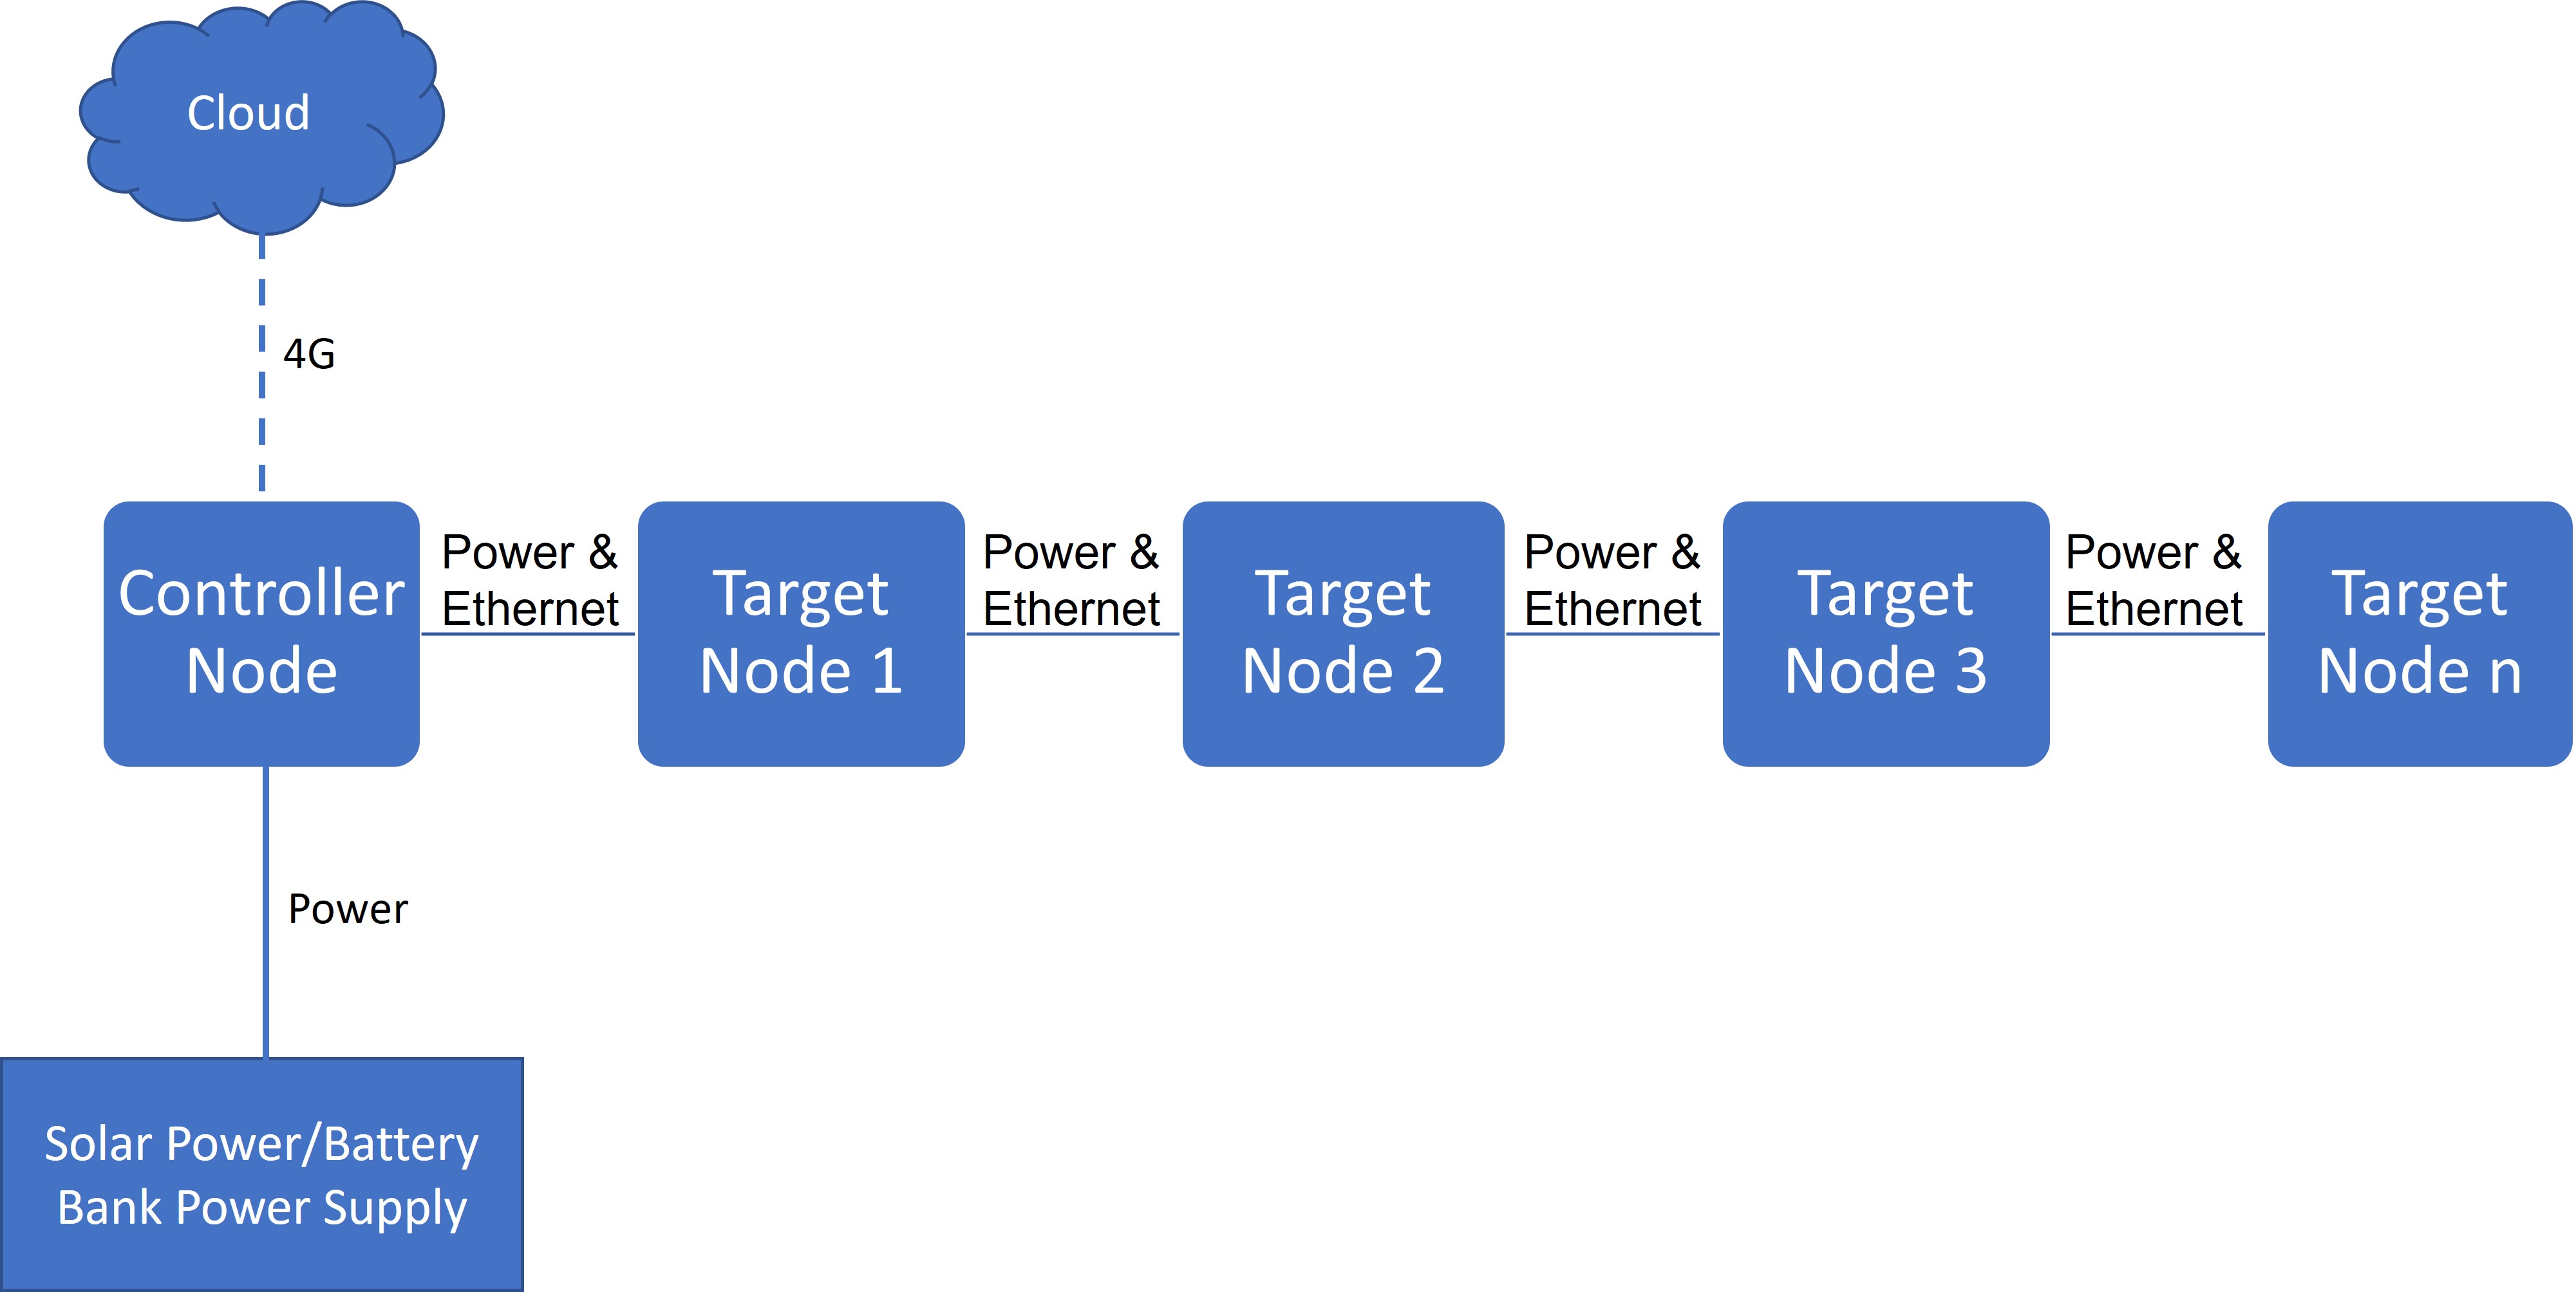 Cloud
4G
Controller
Node
Power &
Ethernet
Target
Node 1
Power &
Ethernet
Target
Node 2
Power &
Ethernet
Target
Node 3
Power &
Ethernet
Target
Node n
Power
Solar Power/Battery
Bank Power Supply